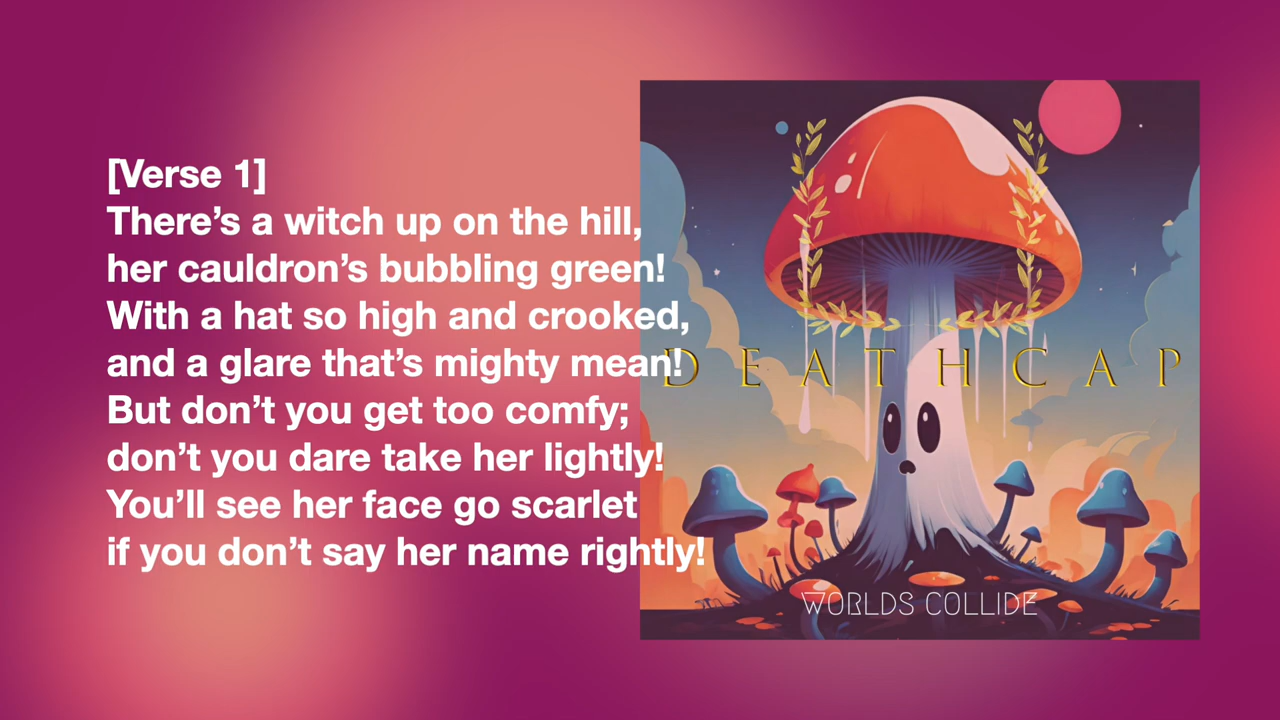 [Verse 1]
There’s a witch up on the hill,
her cauldron’s bubbling green!
With a hat so high and crooked,
and a glare that’s mighty mean!
But don’t you get too comfy;
don’t you dare take her lightly!
You’ll see her face go scarlet
if you don’t say her name rightly!
DEATHCAP
WORLDS COLLIDE